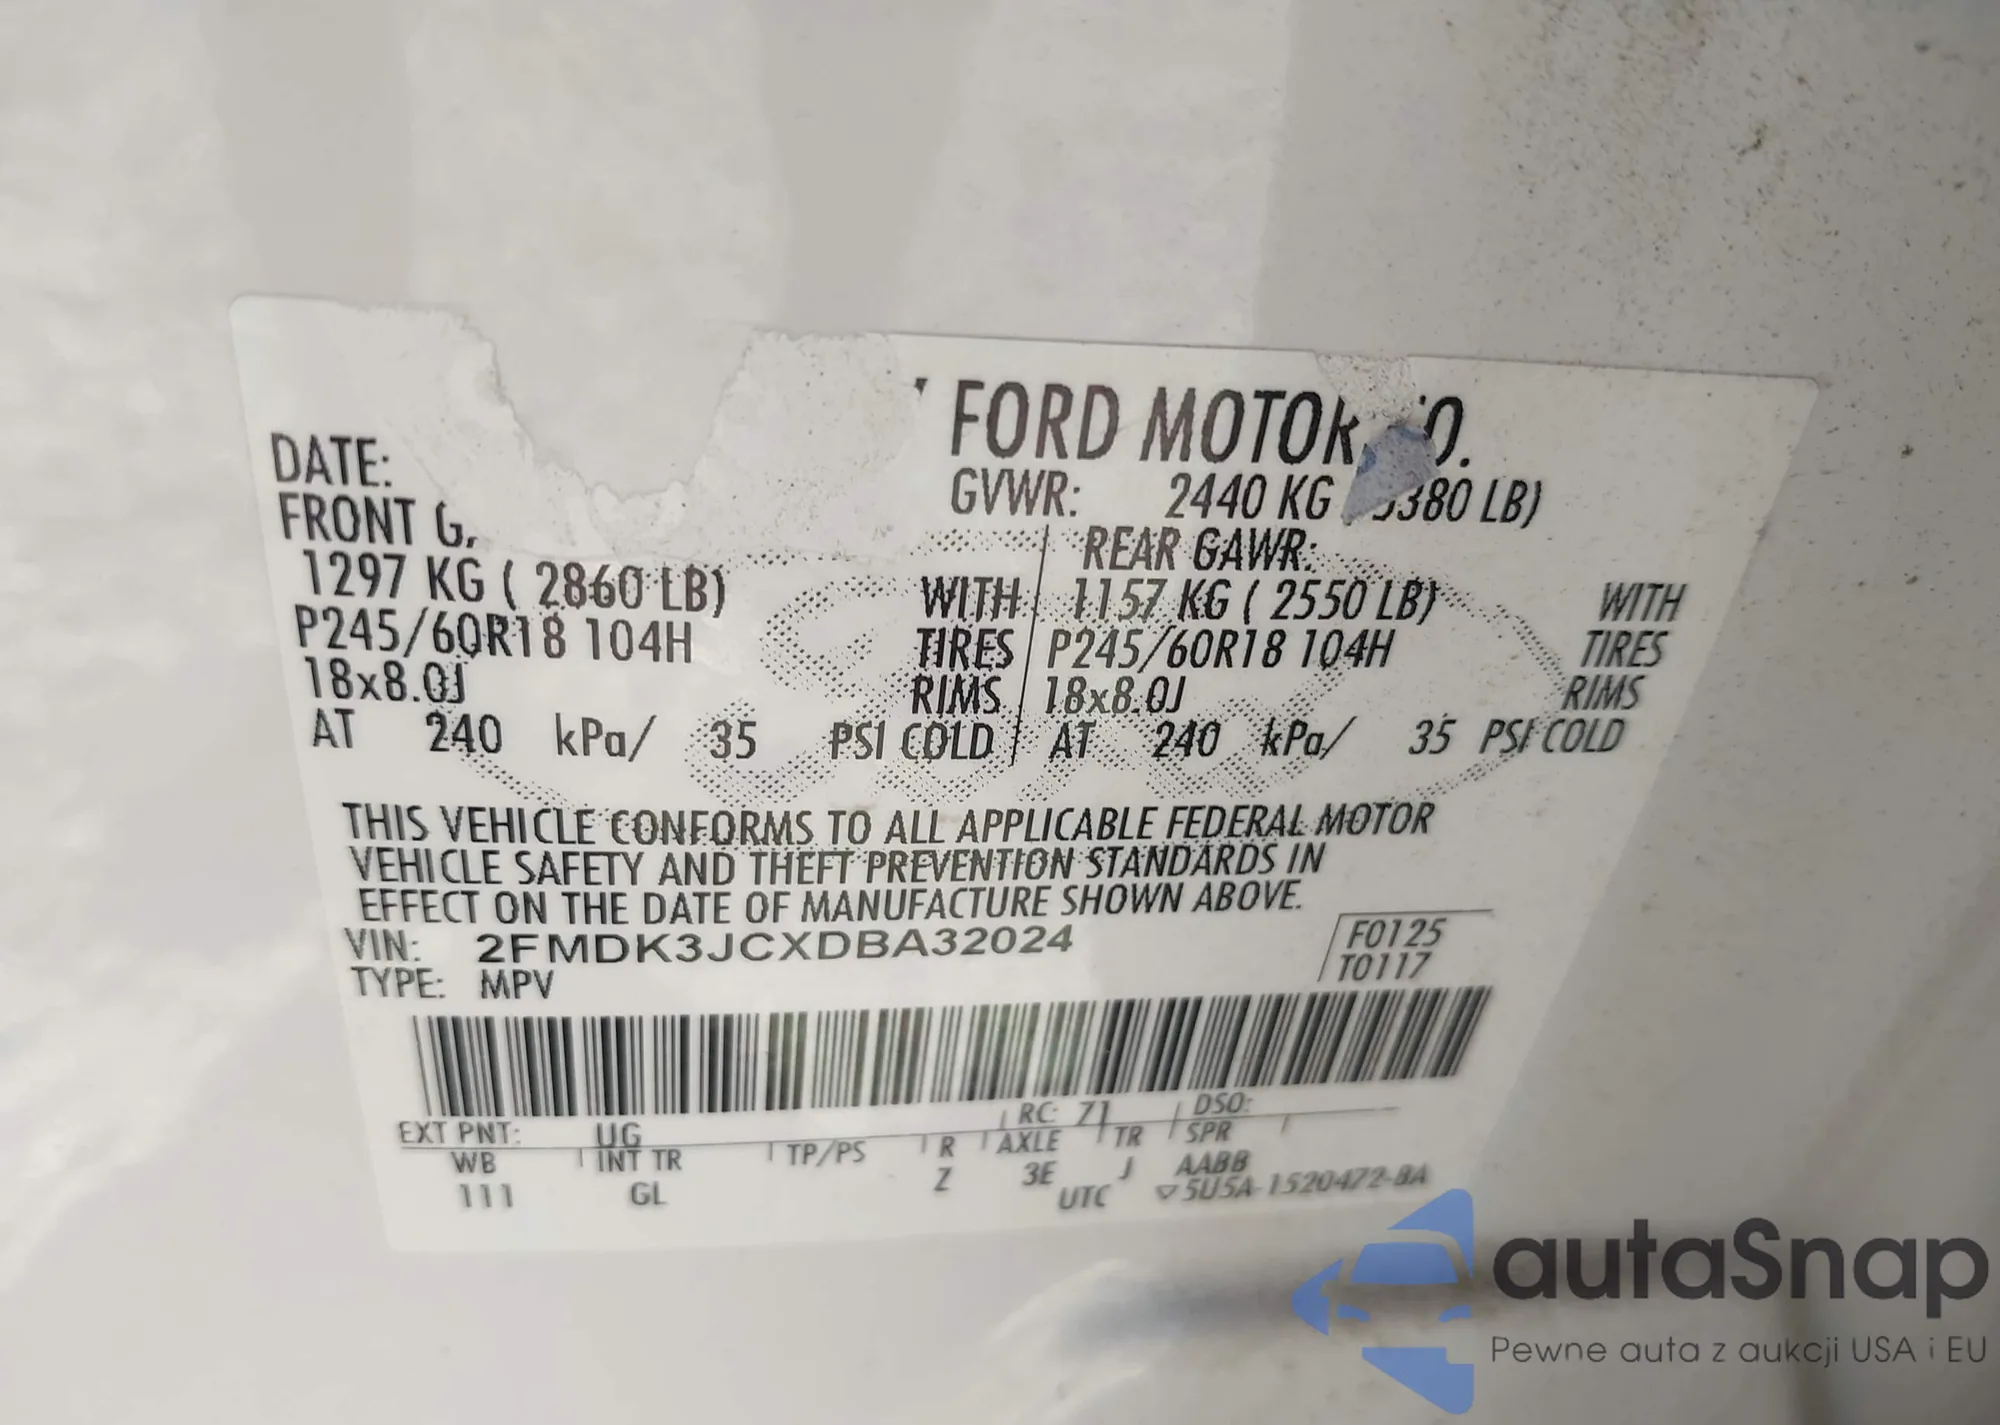 FORD MOTOR
DATE: GVWR: 2440 KG
FRONT REAR GAWR:
1297 KG ( 2860 LB) WITH 1157 KG ( 2550 LB) WITH
P245/60R18 104H TIRES P245/60R18 104H TIRES
18x8.0J RIMS 18x8.0J RIMS
AT 240 kPa/ 35 PSI COLD AT 240 kPa/ 35 PSI COLD
THIS VEHICLE CONFORMS TO ALL APPLICABLE FEDERAL MOTOR
VEHICLE SAFETY AND THEFT PREVENTION STANDARDS IN
EFFECT ON THE DATE OF MANUFACTURE SHOWN ABOVE.
VIN: 2FMDK3JCXDBA32024 F0125
TYPE: MPV T0117
EXT PNT: UG RC: 71 DSO:
WB INT TR TP/PS R AXLE TR SPR
111 GL Z 3E J AABB
UTC ▽5U5A-1520472-BA
autaSnap
Pewne auta z aukcji USA i EU